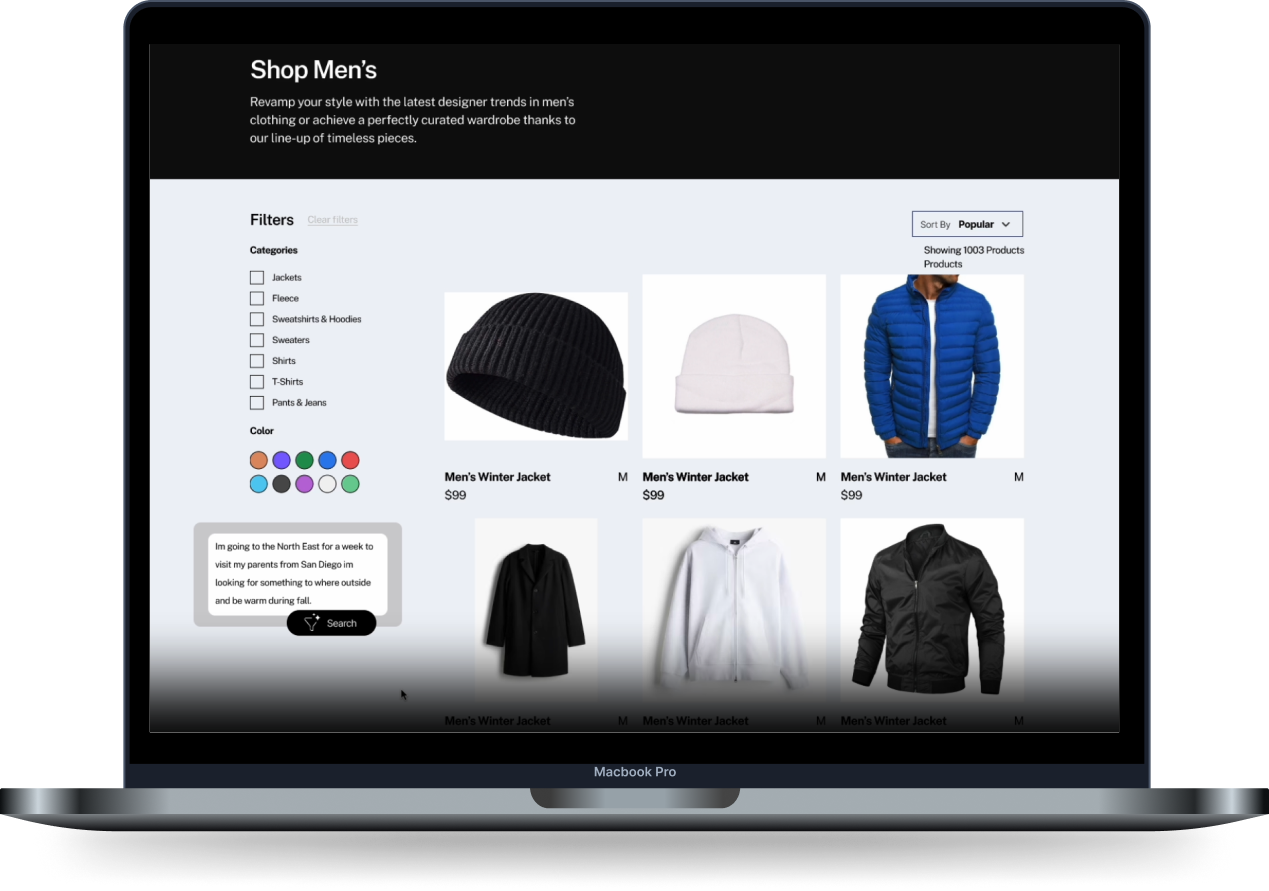 Shop Men’s
Revamp your style with the latest designer trends in men’s
clothing or achieve a perfectly curated wardrobe thanks to
our line-up of timeless pieces.
Filters
Clear filters
Sort By Popular
Showing 1003 Products
Products
Categories
Jackets
Fleece
Sweatshirts & Hoodies
Sweaters
Shirts
T-Shirts
Pants & Jeans
Color
Men’s Winter Jacket M
$99
Men’s Winter Jacket M
$99
Men’s Winter Jacket M
$99
Im going to the North East for a week to
visit my parents from San Diego im
looking for something to where outside
and be warm during fall.
Search
Men’s Winter Jacket M
Men’s Winter Jacket M
Men’s Winter Jacket M
Macbook Pro